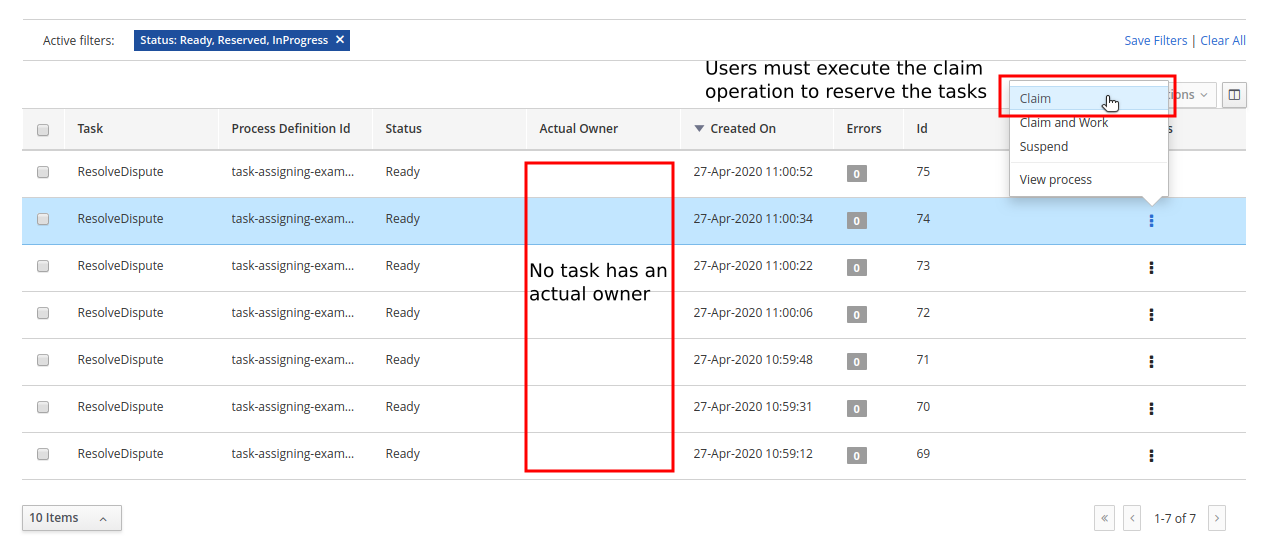 Active filters: Status: Ready, Reserved, InProgress ✕ Save Filters | Clear All
Users must execute the claim
operation to reserve the tasks
Claim
Claim and Work
Suspend
View process
Task Process Definition Id Status Actual Owner Created On Errors Id
ResolveDispute task-assigning-exam... Ready 27-Apr-2020 11:00:52 0 75
ResolveDispute task-assigning-exam... Ready 27-Apr-2020 11:00:34 0 74
ResolveDispute task-assigning-exam... Ready 27-Apr-2020 11:00:22 0 73
No task has an
actual owner
ResolveDispute task-assigning-exam... Ready 27-Apr-2020 11:00:06 0 72
ResolveDispute task-assigning-exam... Ready 27-Apr-2020 10:59:48 0 71
ResolveDispute task-assigning-exam... Ready 27-Apr-2020 10:59:31 0 70
ResolveDispute task-assigning-exam... Ready 27-Apr-2020 10:59:12 0 69
10 Items « ‹ 1-7 of 7 ›